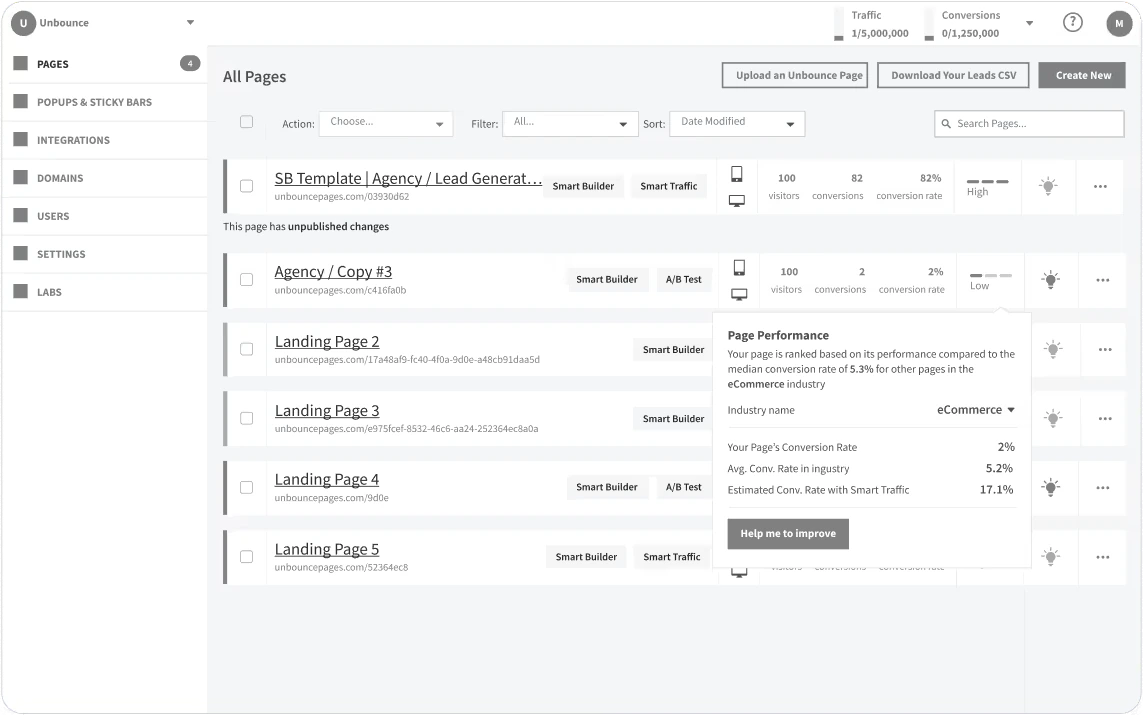 U Unbounce
Traffic
1/5,000,000
Conversions
0/1,250,000
?
M
PAGES 4
POPUPS & STICKY BARS
INTEGRATIONS
DOMAINS
USERS
SETTINGS
LABS
All Pages
Upload an Unbounce Page
Download Your Leads CSV
Create New
Action: Choose...
Filter: All...
Sort: Date Modified
Search Pages...
SB Template | Agency / Lead Generat...
unbouncepages.com/03930d62
Smart Builder
Smart Traffic
100 82 82%
visitors conversions conversion rate
High
This page has unpublished changes
Agency / Copy #3
unbouncepages.com/c416fa0b
Smart Builder
A/B Test
100 2 2%
visitors conversions conversion rate
Low
Landing Page 2
unbouncepages.com/17a48af9-fc40-4f0a-9d0e-a48cb91daa5d
Smart Builder
Landing Page 3
unbouncepages.com/e975fcef-8532-46c6-aa24-252364ec8a0a
Smart Builder
Landing Page 4
unbouncepages.com/9d0e
Smart Builder
A/B Test
Landing Page 5
unbouncepages.com/52364ec8
Smart Builder
Smart Traffic
visitors conversions conversion rate
Page Performance
Your page is ranked based on its performance compared to the
median conversion rate of 5.3% for other pages in the
eCommerce industry
Industry name eCommerce
Your Page's Conversion Rate 2%
Avg. Conv. Rate in ingustry 5.2%
Estimated Conv. Rate with Smart Traffic 17.1%
Help me to improve